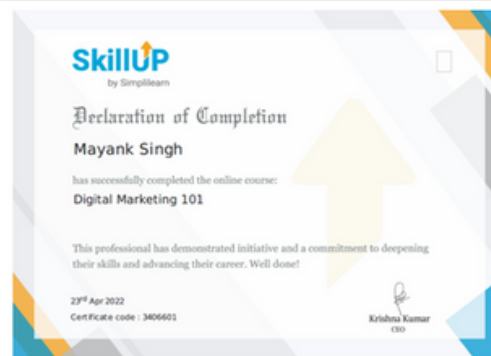 SkillUP
by Simplilearn
Declaration of Completion
Mayank Singh
has successfully completed the online course:
Digital Marketing 101
This professional has demonstrated initiative and a commitment to deepening
their skills and advancing their career. Well done!
23rd Apr 2022
Certificate code : 3406601
Krishna Kumar
CEO